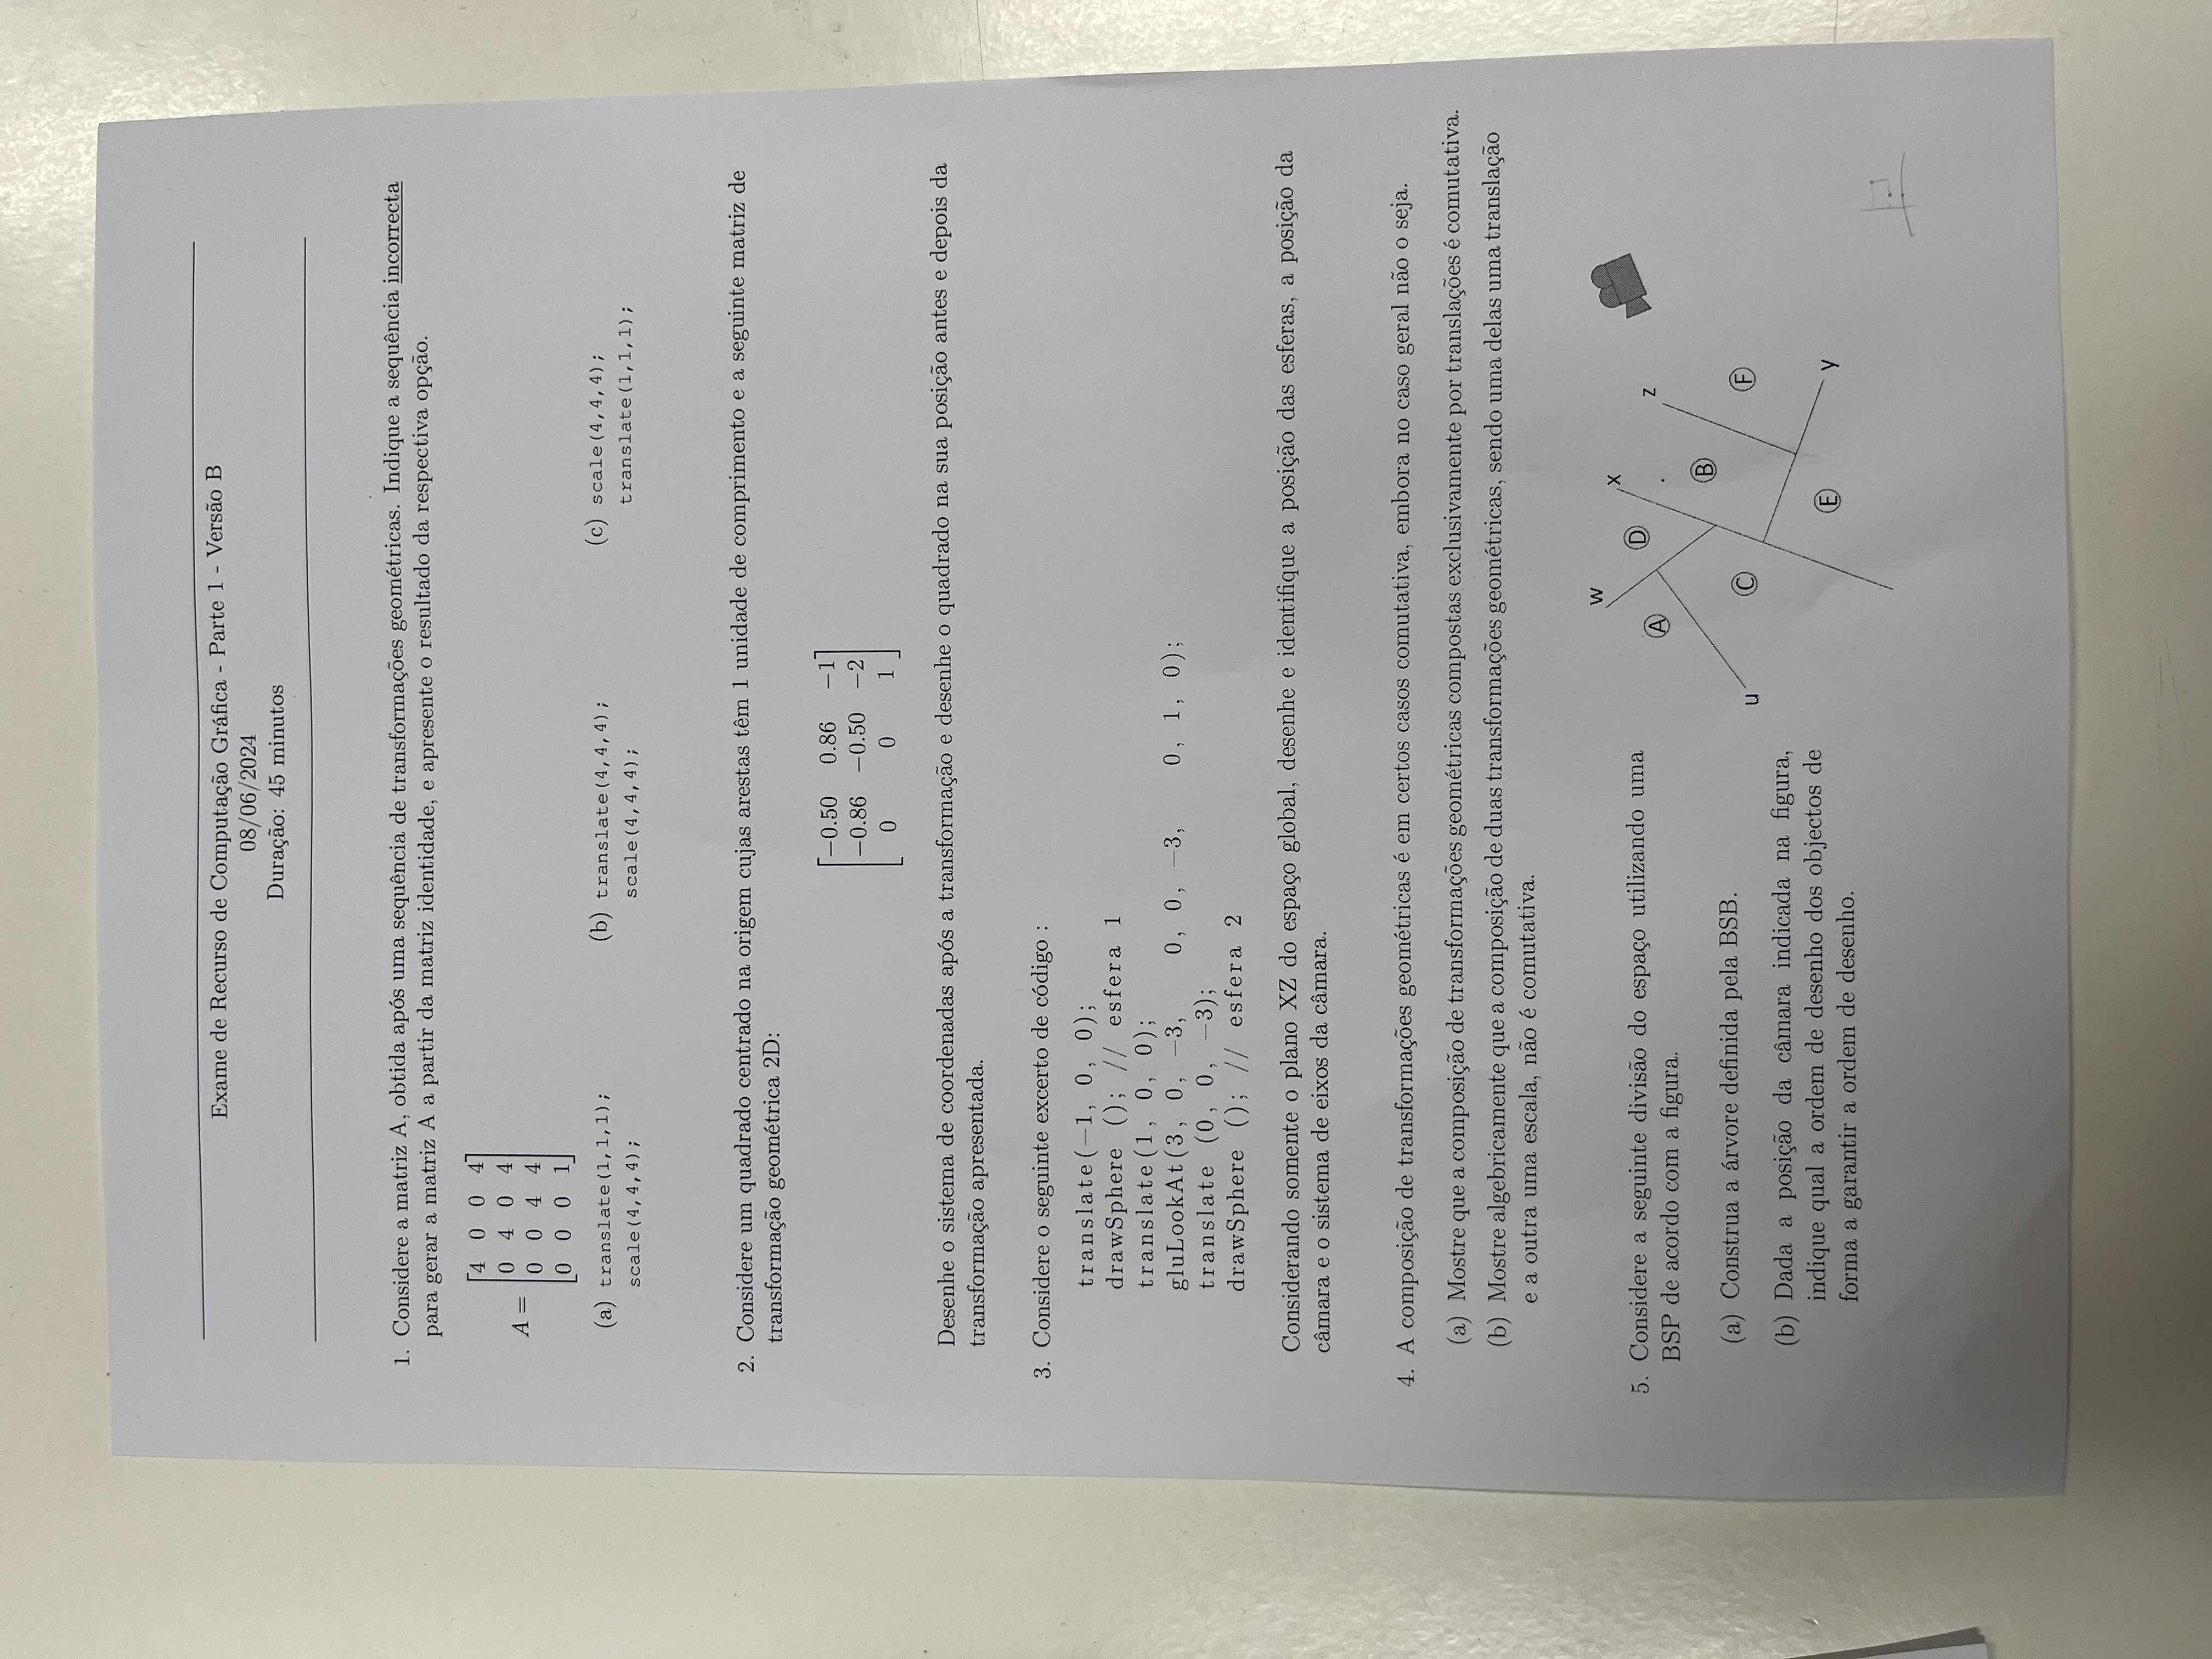 Exame de Recurso de Computação Gráfica - Parte 1 - Versão B
08/06/2024
Duração: 45 minutos
1. Considere a matriz A, obtida após uma sequência de transformações geométricas. Indique a sequência incorrecta
para gerar a matriz A a partir da matriz identidade, e apresente o resultado da respectiva opção.
A =
4 0 0 4
0 4 0 4
0 0 4 4
0 0 0 1
(a) translate(1,1,1);
scale(4,4,4);
(b) translate(4,4,4);
scale(4,4,4);
(c) scale(4,4,4);
translate(1,1,1);
2. Considere um quadrado centrado na origem cujas arestas têm 1 unidade de comprimento e a seguinte matriz de
transformação geométrica 2D:
−0.50 0.86 −1
−0.86 −0.50 −2
0 0 1
Desenhe o sistema de coordenadas após a transformação e desenhe o quadrado na sua posição antes e depois da
transformação apresentada.
3. Considere o seguinte excerto de código :
translate(−1, 0, 0);
drawSphere (); // esfera 1
translate(1, 0, 0);
gluLookAt(3, 0, −3, 0, 0, −3, 0, 1, 0);
translate (0, 0, −3);
drawSphere (); // esfera 2
Considerando somente o plano XZ do espaço global, desenhe e identifique a posição das esferas, a posição da
câmara e o sistema de eixos da câmara.
4. A composição de transformações geométricas é em certos casos comutativa, embora no caso geral não o seja.
(a) Mostre que a composição de transformações geométricas compostas exclusivamente por translações é comutativa.
(b) Mostre algebricamente que a composição de duas transformações geométricas, sendo uma delas uma translação
e a outra uma escala, não é comutativa.
5. Considere a seguinte divisão do espaço utilizando uma
BSP de acordo com a figura.
(a) Construa a árvore definida pela BSB.
(b) Dada a posição da câmara indicada na figura,
indique qual a ordem de desenho dos objectos de
forma a garantir a ordem de desenho.
w
x
z
D
A
B
F
C
u
E
y